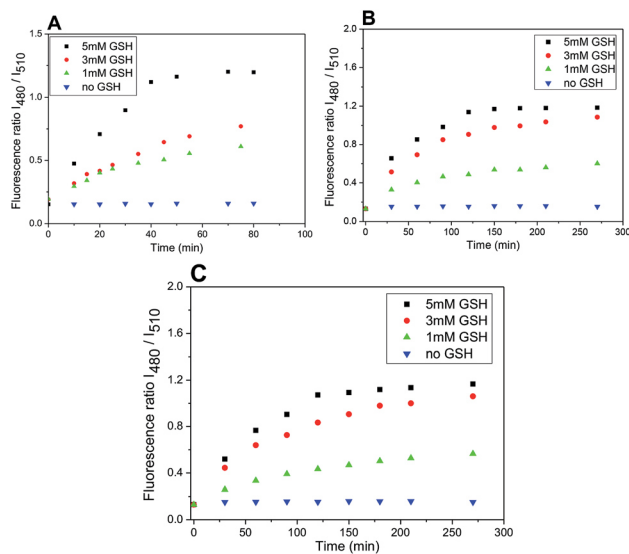 A
Fluorescence ratio I480 / I510
1.5
1.0
0.5
0.0
5mM GSH
3mM GSH
1mM GSH
no GSH
0 20 40 60 80 100
Time (min)
B
Fluorescence ratio I480 / I510
2.0
1.6
1.2
0.8
0.4
0.0
5mM GSH
3mM GSH
1mM GSH
no GSH
0 50 100 150 200 250 300
Time (min)
C
Fluorescence ratio I480 / I510
2.0
1.6
1.2
0.8
0.4
0.0
5mM GSH
3mM GSH
1mM GSH
no GSH
0 50 100 150 200 250 300
Time (min)